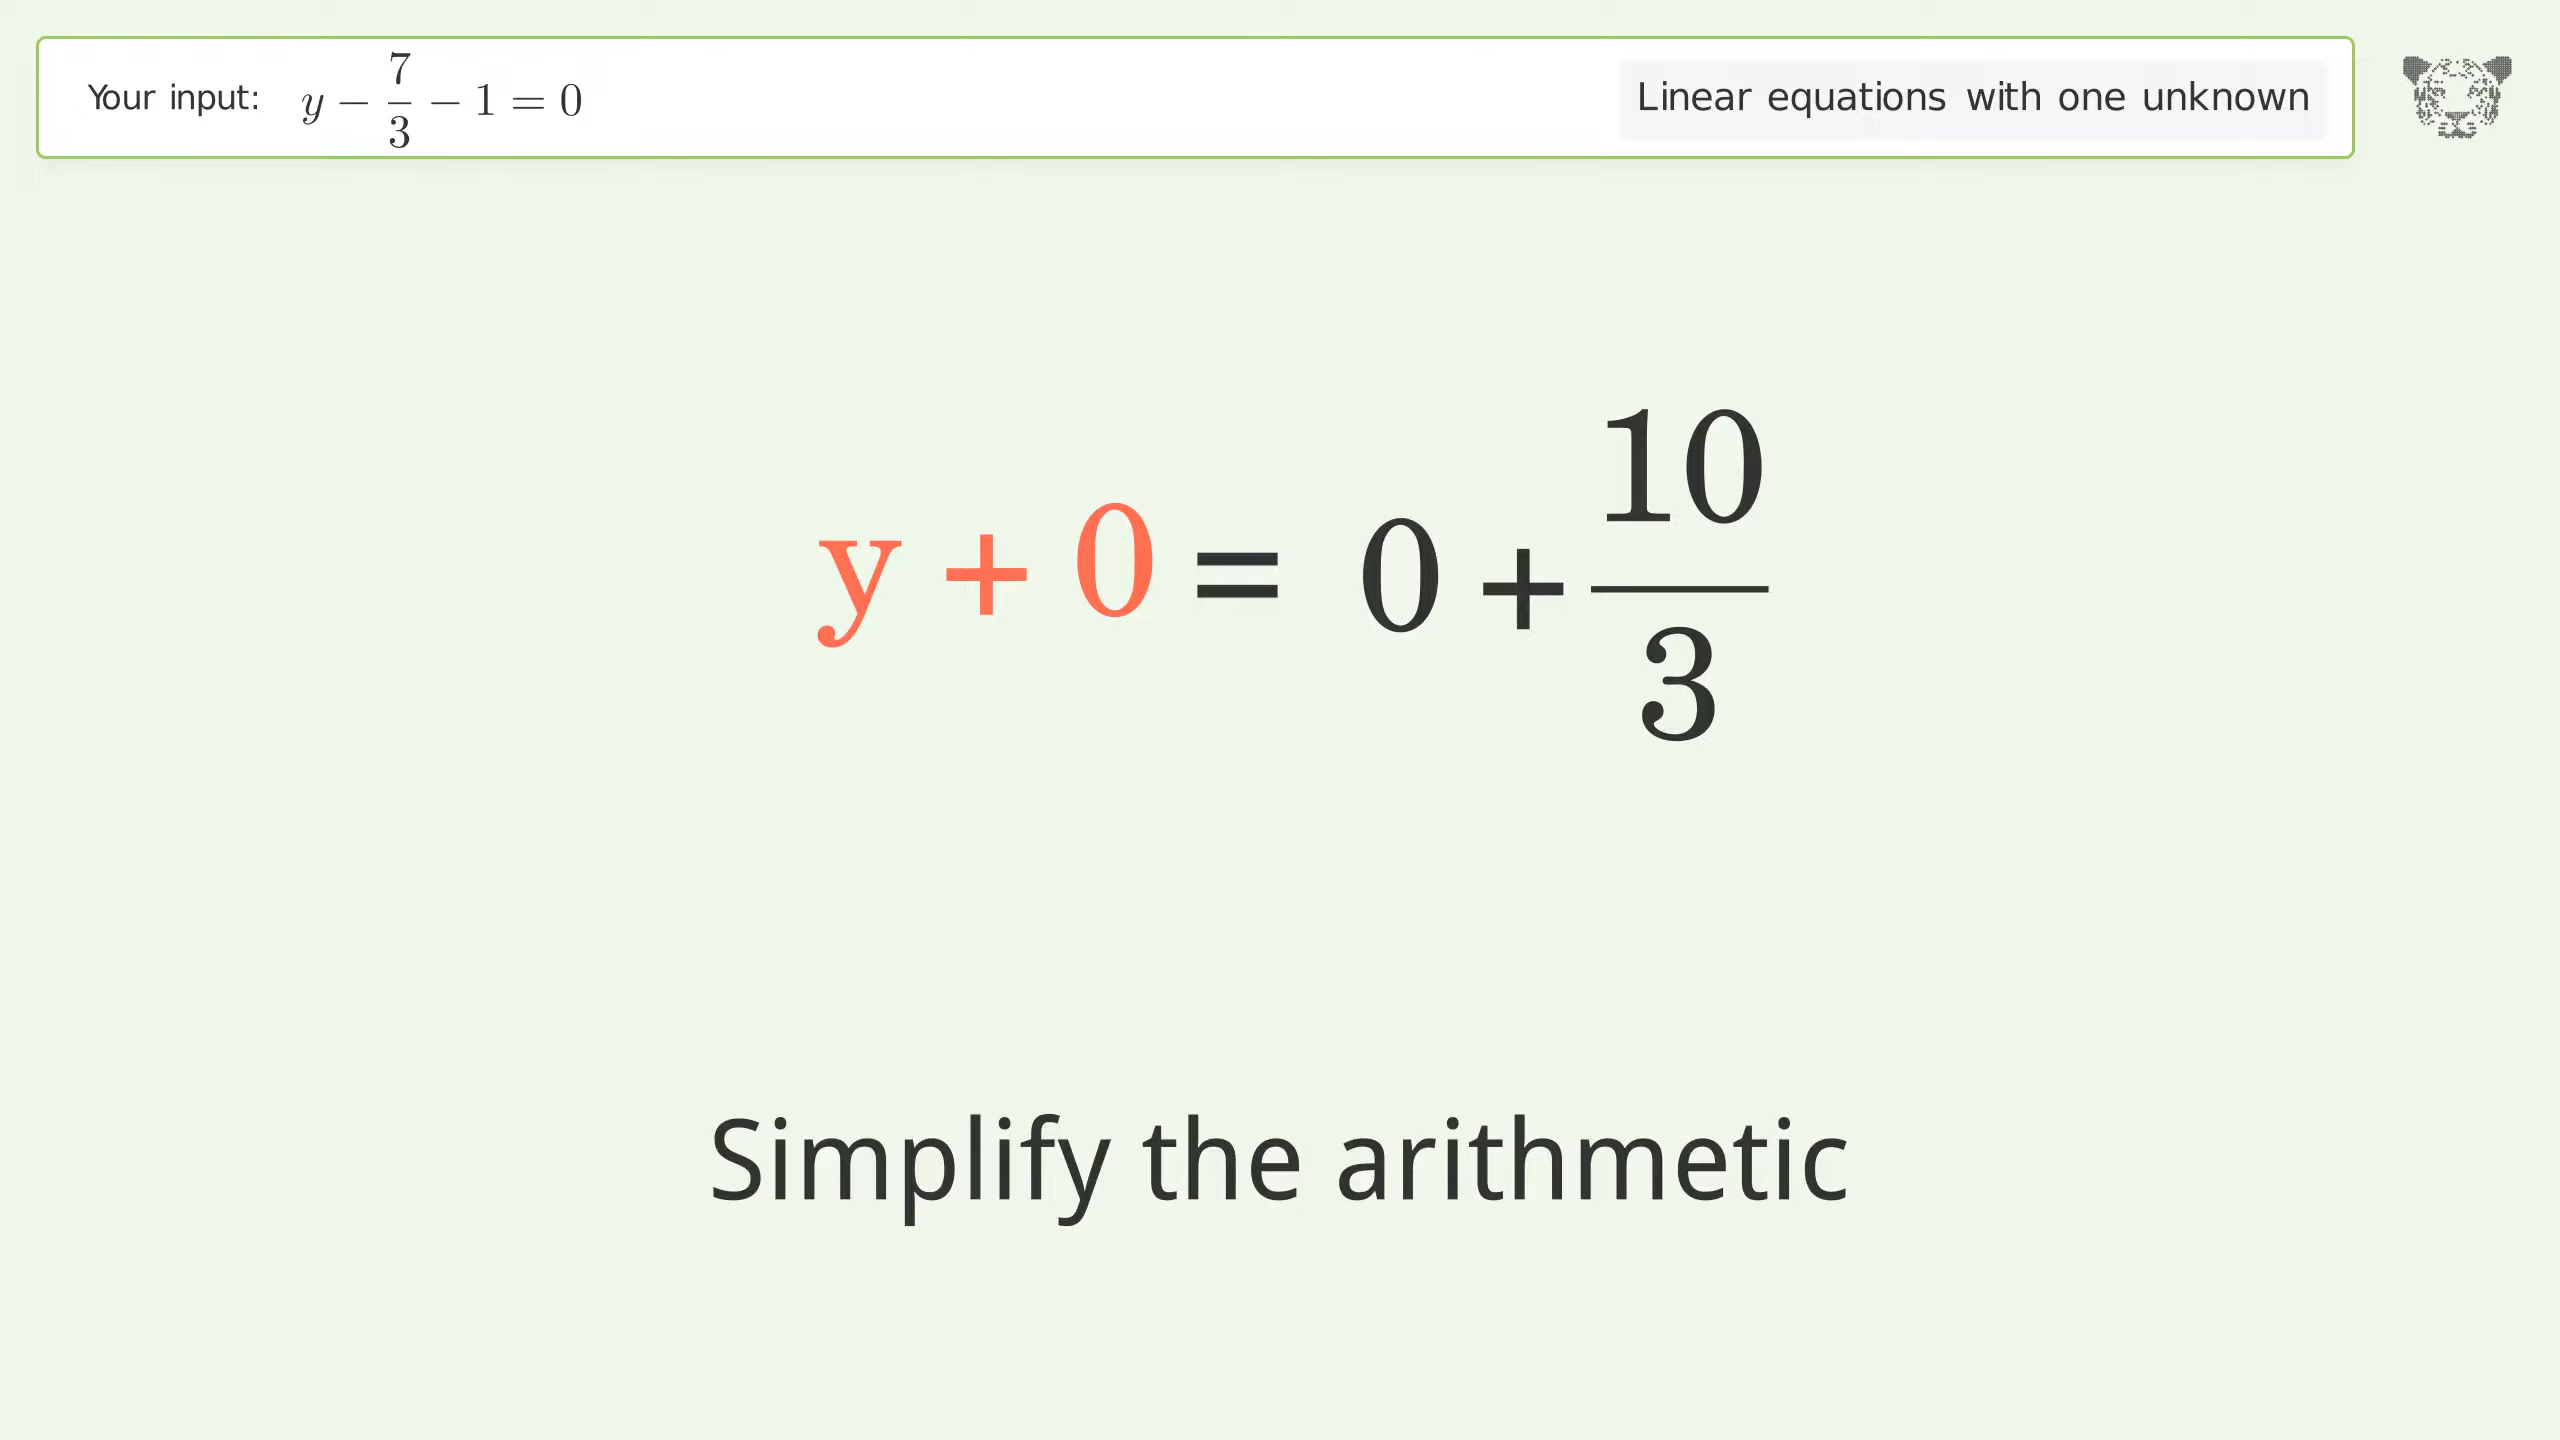 Your input: y − 7/3 − 1 = 0
Linear equations with one unknown
y + 0 = 0 + 10/3
Simplify the arithmetic